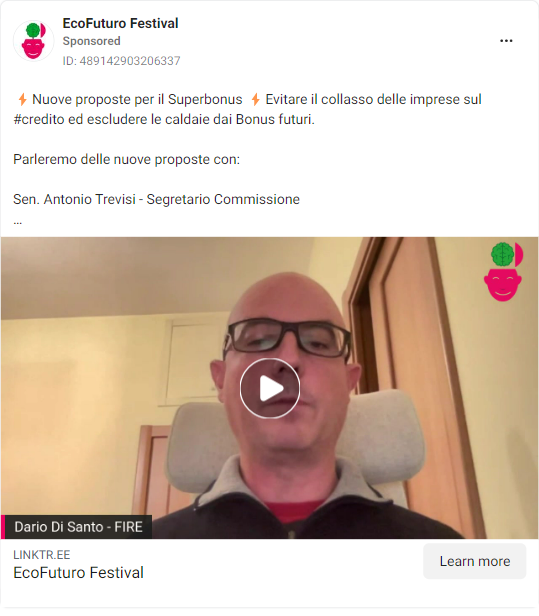 EcoFuturo Festival
Sponsored
ID: 489142903206337
⚡Nuove proposte per il Superbonus ⚡Evitare il collasso delle imprese sul
#credito ed escludere le caldaie dai Bonus futuri.
Parleremo delle nuove proposte con:
Sen. Antonio Trevisi - Segretario Commissione
...
Dario Di Santo - FIRE
LINKTR.EE
EcoFuturo Festival
Learn more